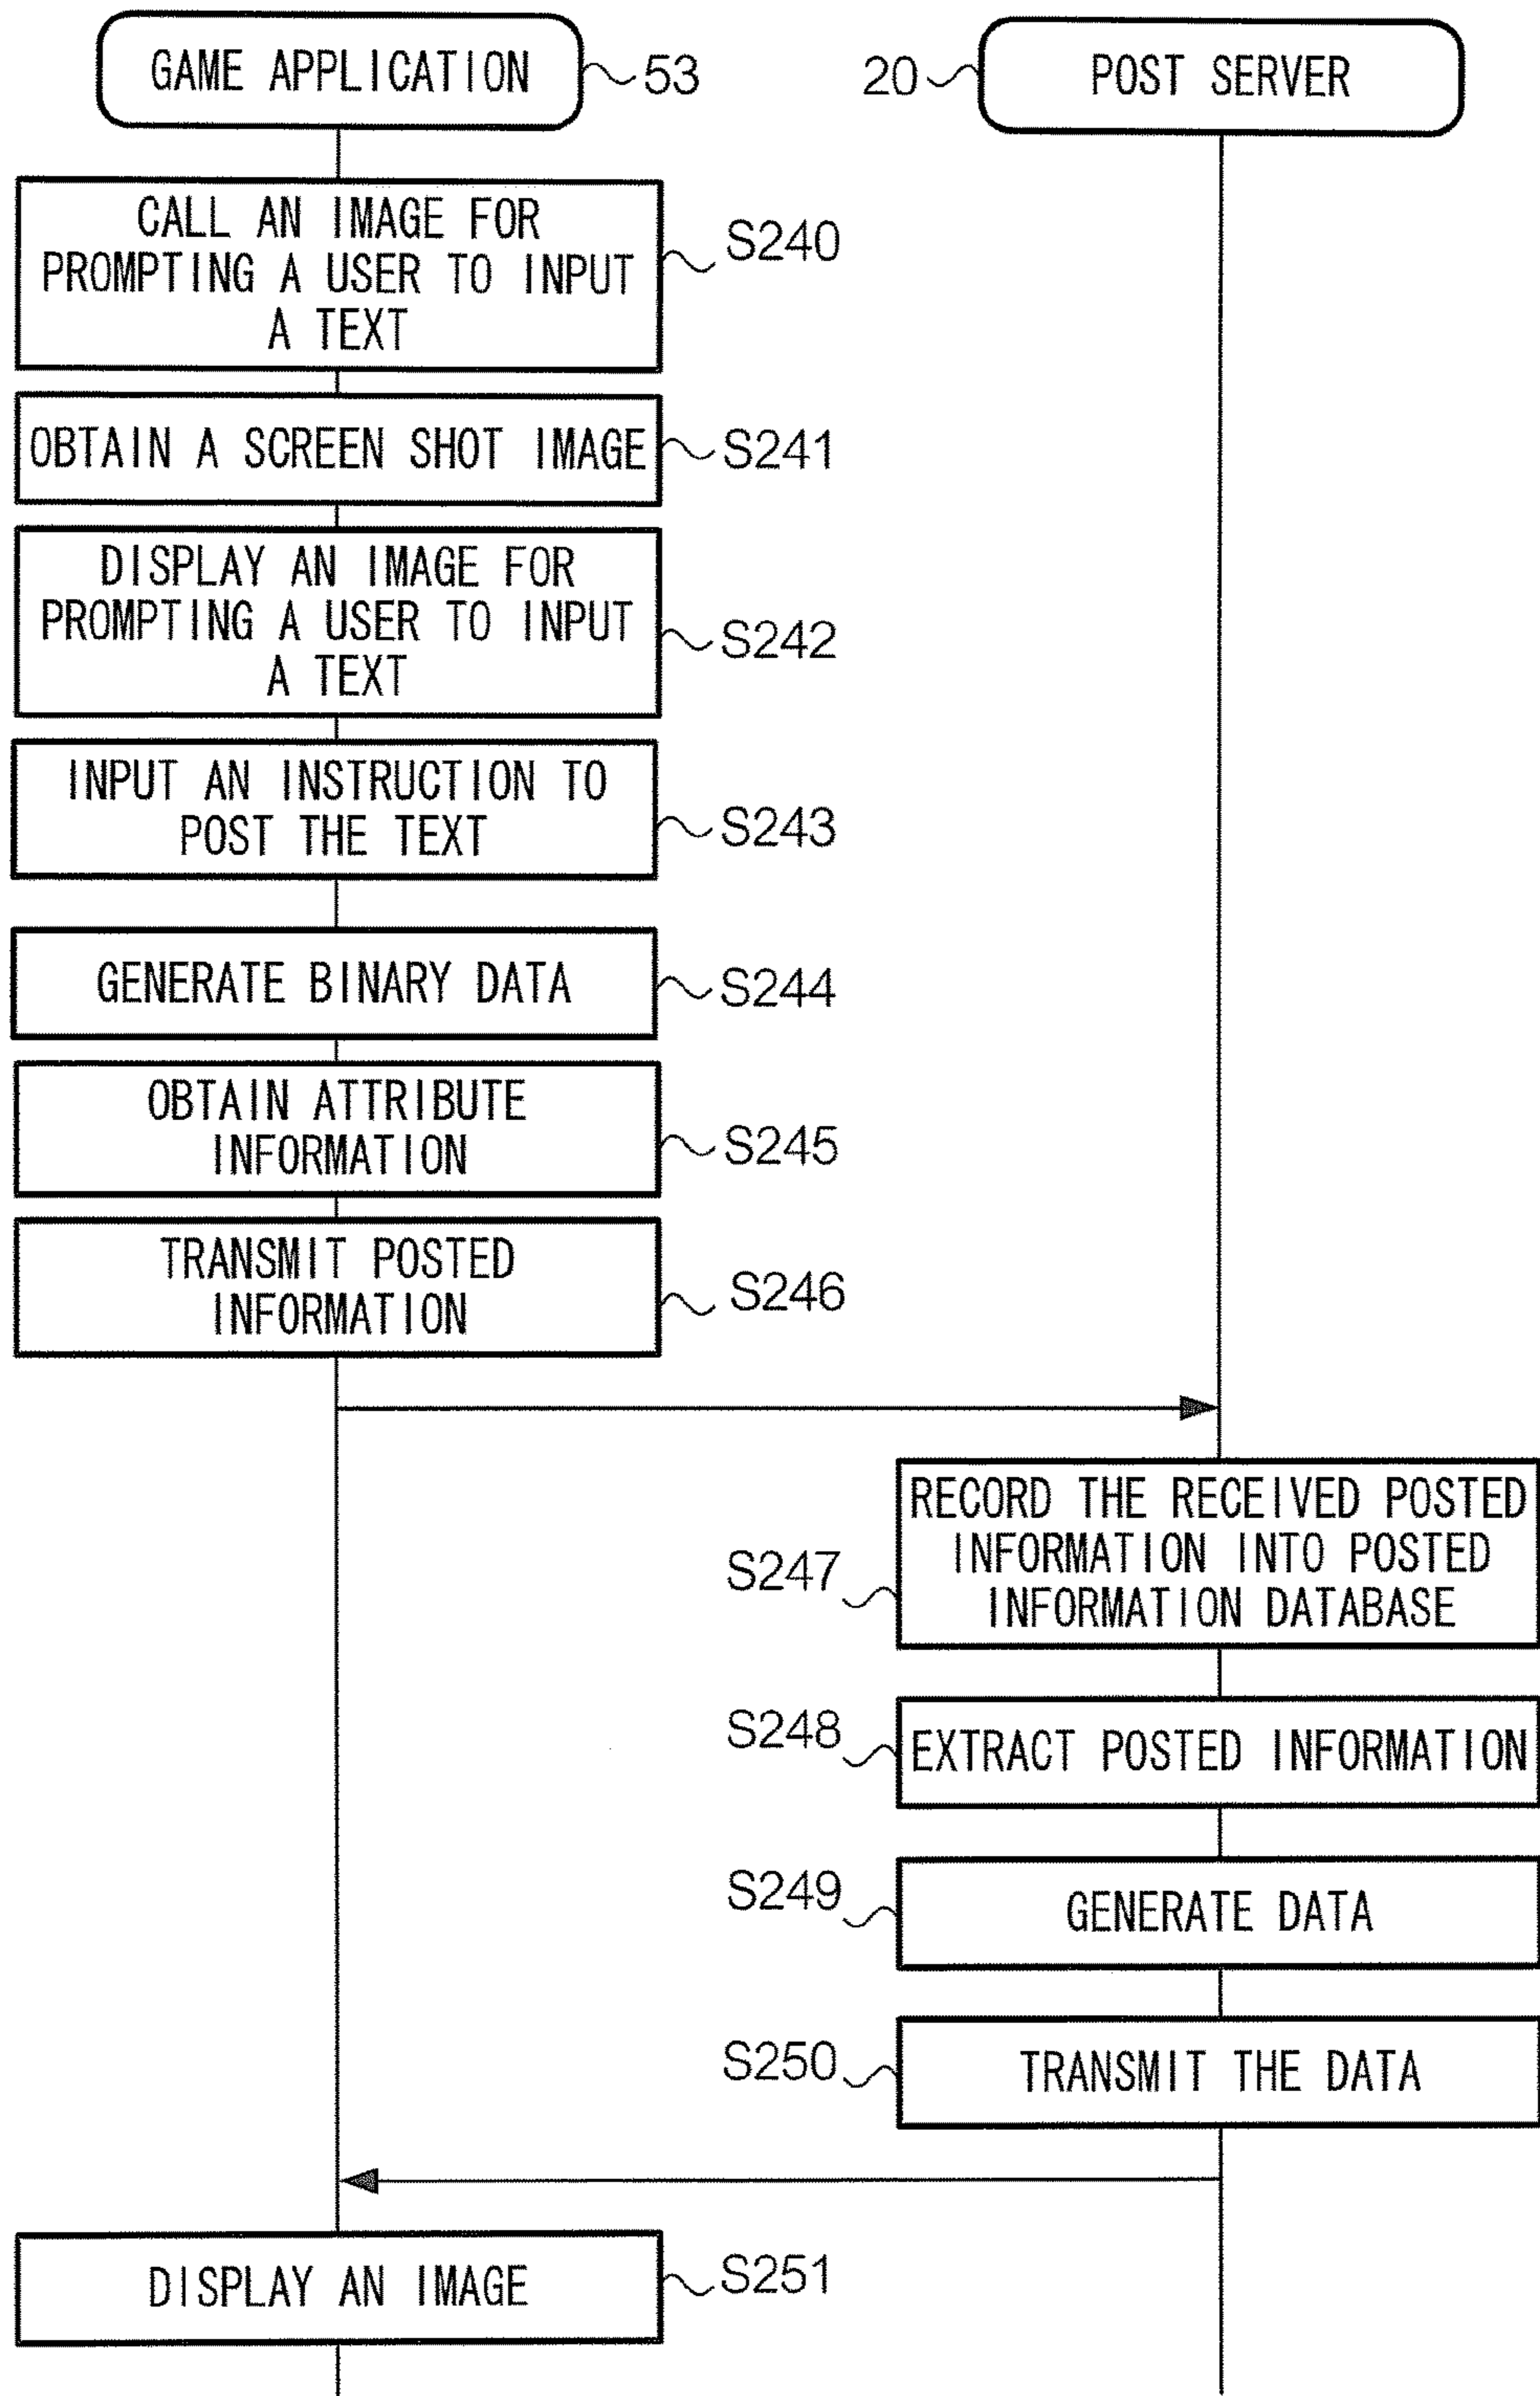 GAME APPLICATION 53
20 POST SERVER
CALL AN IMAGE FOR
PROMPTING A USER TO INPUT
A TEXT
S240
OBTAIN A SCREEN SHOT IMAGE
S241
DISPLAY AN IMAGE FOR
PROMPTING A USER TO INPUT
A TEXT
S242
INPUT AN INSTRUCTION TO
POST THE TEXT
S243
GENERATE BINARY DATA
S244
OBTAIN ATTRIBUTE
INFORMATION
S245
TRANSMIT POSTED
INFORMATION
S246
RECORD THE RECEIVED POSTED
INFORMATION INTO POSTED
INFORMATION DATABASE
S247
S248
EXTRACT POSTED INFORMATION
S249
GENERATE DATA
S250
TRANSMIT THE DATA
DISPLAY AN IMAGE
S251